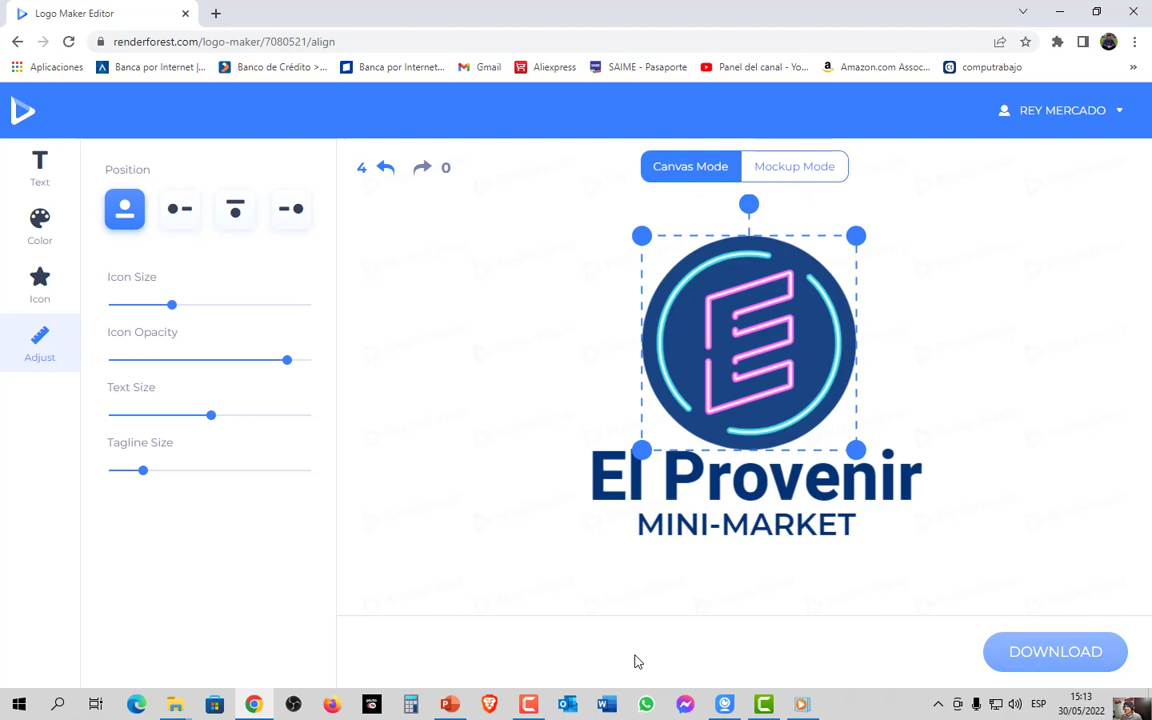 Logo Maker Editor
renderforest.com/logo-maker/7080521/align
Aplicaciones
Banca por Internet |...
Banco de Crédito >...
Banca por Internet...
Gmail
Aliexpress
SAIME - Pasaporte
Panel del canal - Yo...
Amazon.com Assoc...
computrabajo
REY MERCADO
Text
Color
Icon
Adjust
Position
Icon Size
Icon Opacity
Text Size
Tagline Size
4
0
Canvas Mode
Mockup Mode
E
El Provenir
MINI-MARKET
DOWNLOAD
ESP
15:13
30/05/2022